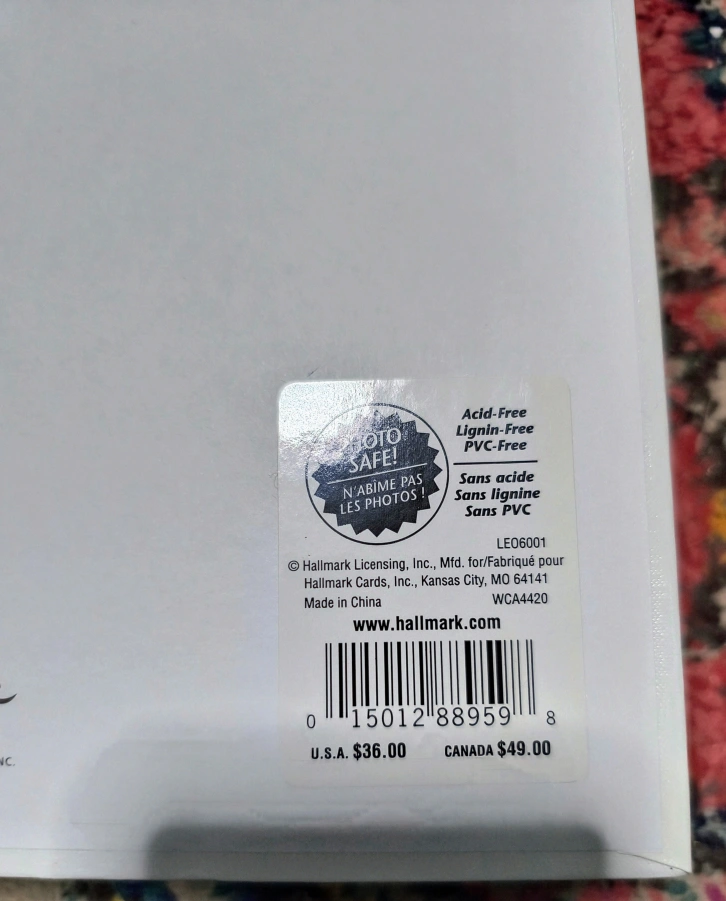 PHOTO
SAFE!
N'ABÎME PAS
LES PHOTOS !
Acid-Free
Lignin-Free
PVC-Free
Sans acide
Sans lignine
Sans PVC
LEO6001
© Hallmark Licensing, Inc., Mfd. for/Fabriqué pour
Hallmark Cards, Inc., Kansas City, MO 64141
Made in China WCA4420
www.hallmark.com
0 15012 88959 8
U.S.A. $36.00 CANADA $49.00